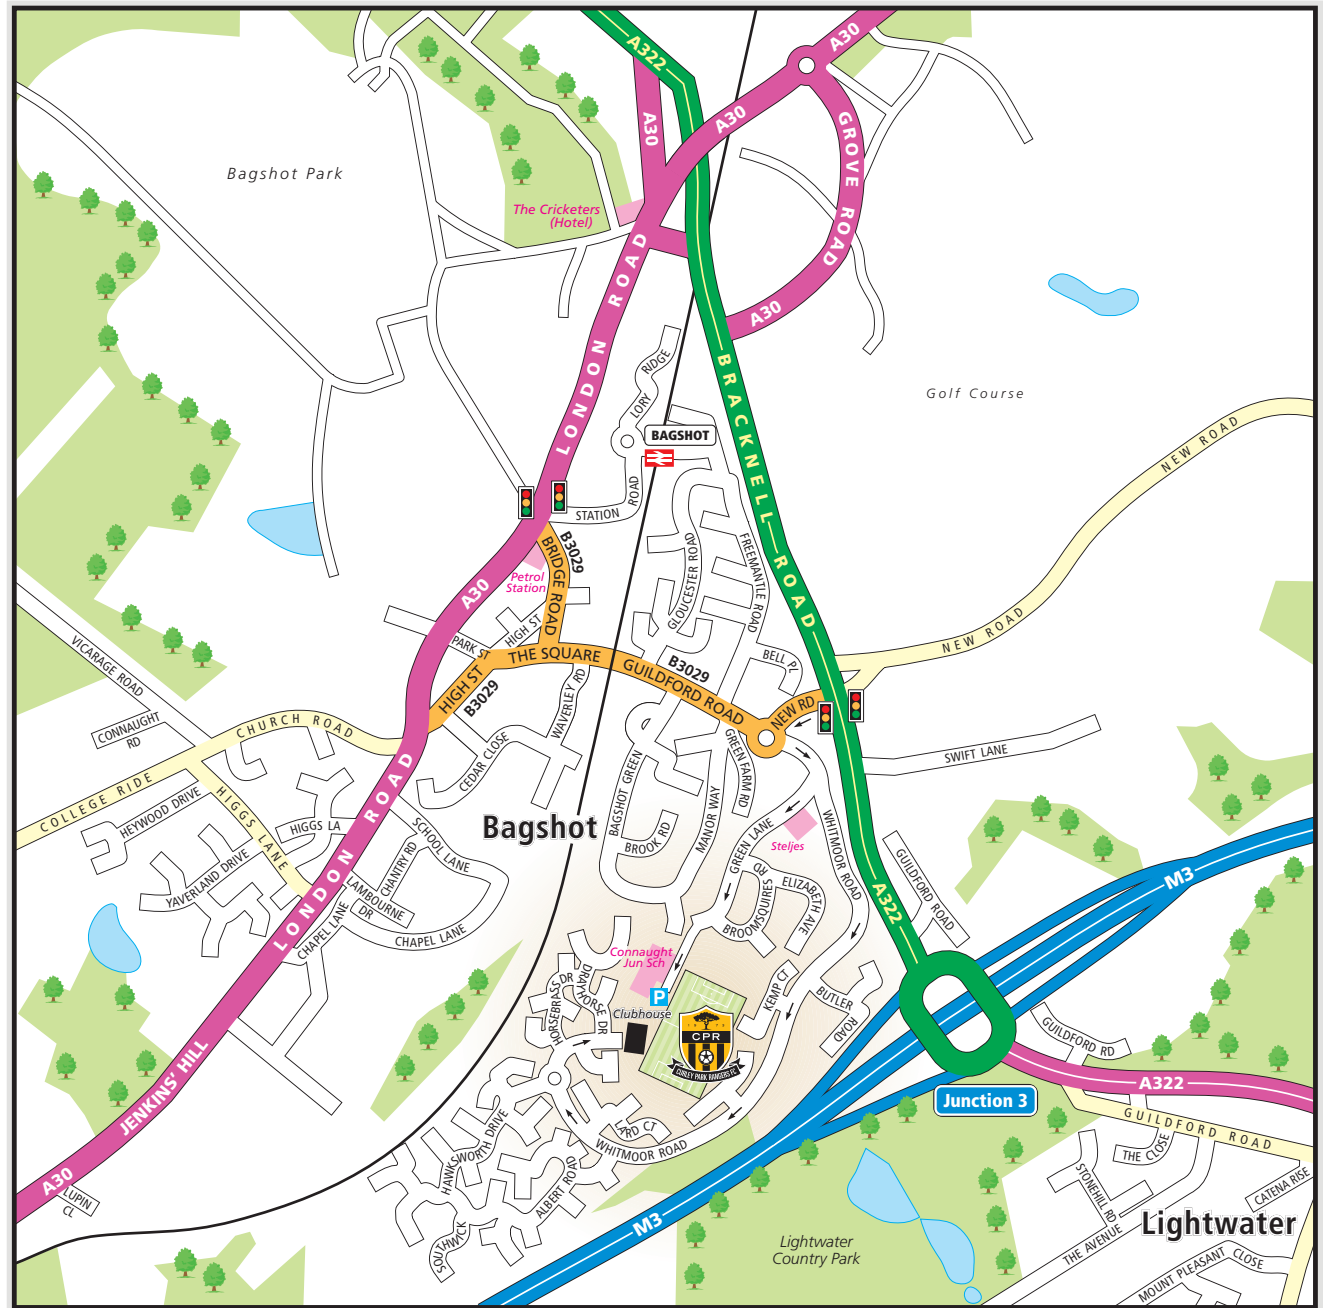 A322
A30
A30
A30
GROVE ROAD
Bagshot Park
The Cricketers
(Hotel)
LONDON ROAD
A30
RIDGE
LORY
BRACKNELL ROAD
Golf Course
NEW ROAD
BAGSHOT
LONDON
STATION
ROAD
B3029
BRIDGE ROAD
Petrol
Station
A30
GLOUCESTER ROAD
FREEMANTLE ROAD
HIGH ST
PARK ST
THE SQUARE
GUILDFORD ROAD
B3029
BELL PL
NEW ROAD
VICARAGE ROAD
CONNAUGHT
RD
HIGH ST
B3029
WAVERLEY RD
NEW RD
CHURCH ROAD
CEDAR CLOSE
SWIFT LANE
COLLEGE RIDE
HEYWOOD DRIVE
HIGGS LANE
HIGGS LA
YAVERLAND DRIVE
LONDON ROAD
SCHOOL LANE
CHANTRY RD
LAMBOURNE
DR
CHAPEL LANE
CHAPEL LANE
Bagshot
BAGSHOT GREEN
BROOK RD
MANOR WAY
GREEN FARM RD
GREEN LANE
Steljes
WHITMOOR ROAD
BROOMSQUIRES
RD
ELIZABETH AVE
A322
GUILDFORD ROAD
M3
Connaught
Jun Sch
P
Clubhouse
HORSEBRASS DR
DRAYHORSE DR
KEMP CT
BUTLER
ROAD
1878
CPR
CURLEY PARK RANGERS FC
GUILDFORD RD
A322
Junction 3
GUILDFORD ROAD
JENKINS' HILL
A30
LUPIN
CL
LARD CT
WHITMOOR ROAD
HAWKSWORTH DRIVE
ALBERT ROAD
SOUTHWICK
M3
Lightwater
Country Park
THE CLOSE
STONEHILL RD
THE AVENUE
CATENA RISE
Lightwater
MOUNT PLEASANT CLOSE